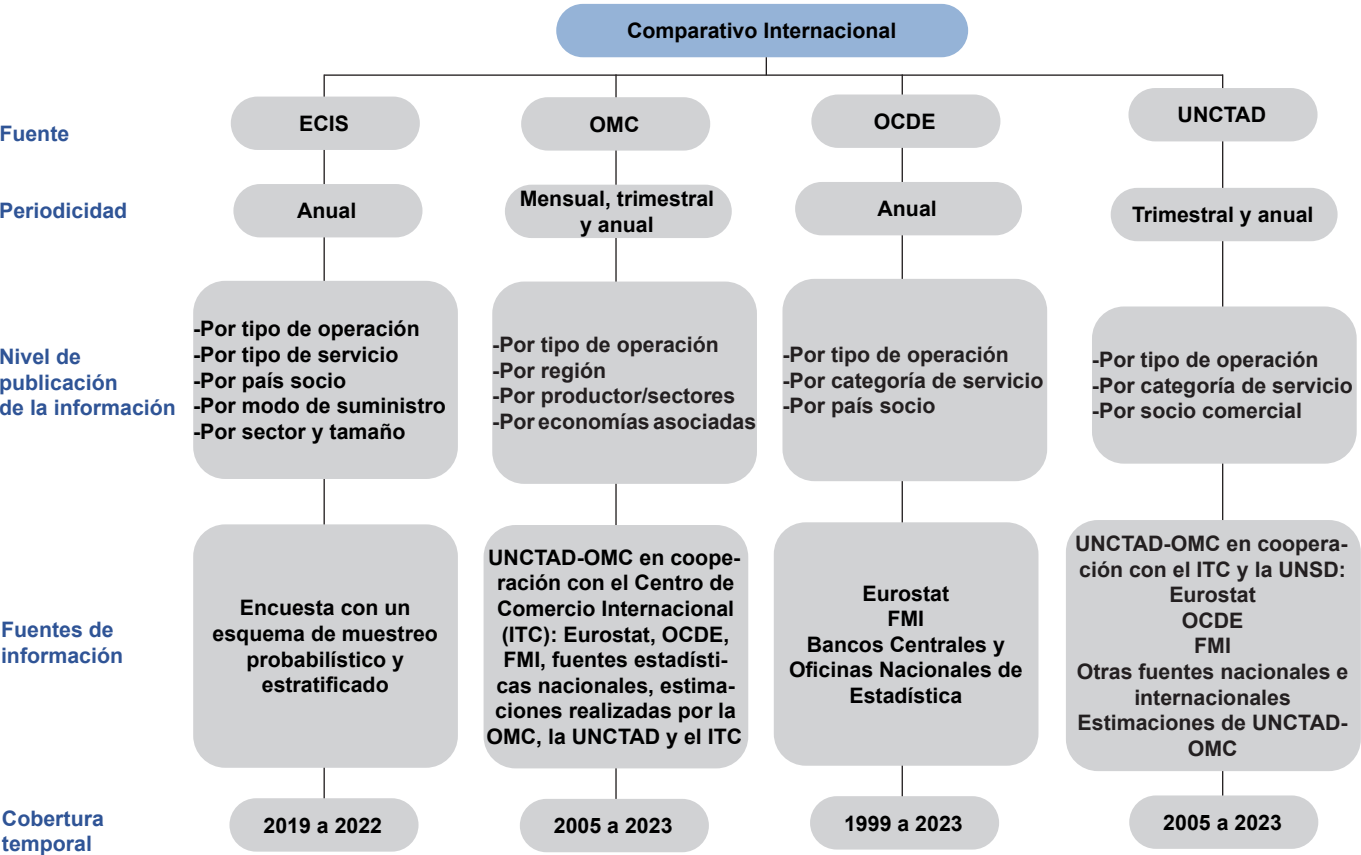 Comparativo Internacional
Fuente
ECIS
OMC
OCDE
UNCTAD
Periodicidad
Anual
Mensual, trimestral
y anual
Anual
Trimestral y anual
Nivel de
publicación
de la información
-Por tipo de operación
-Por tipo de servicio
-Por país socio
-Por modo de suministro
-Por sector y tamaño
-Por tipo de operación
-Por región
-Por productor/sectores
-Por economías asociadas
-Por tipo de operación
-Por categoría de servicio
-Por país socio
-Por tipo de operación
-Por categoría de servicio
-Por socio comercial
Fuentes de
información
Encuesta con un
esquema de muestreo
probabilístico y
estratificado
UNCTAD-OMC en coope-
ración con el Centro de
Comercio Internacional
(ITC): Eurostat, OCDE,
FMI, fuentes estadísti-
cas nacionales, estima-
ciones realizadas por la
OMC, la UNCTAD y el ITC
Eurostat
FMI
Bancos Centrales y
Oficinas Nacionales de
Estadística
UNCTAD-OMC en coopera-
ción con el ITC y la UNSD:
Eurostat
OCDE
FMI
Otras fuentes nacionales e
internacionales
Estimaciones de UNCTAD-
OMC
Cobertura
temporal
2019 a 2022
2005 a 2023
1999 a 2023
2005 a 2023